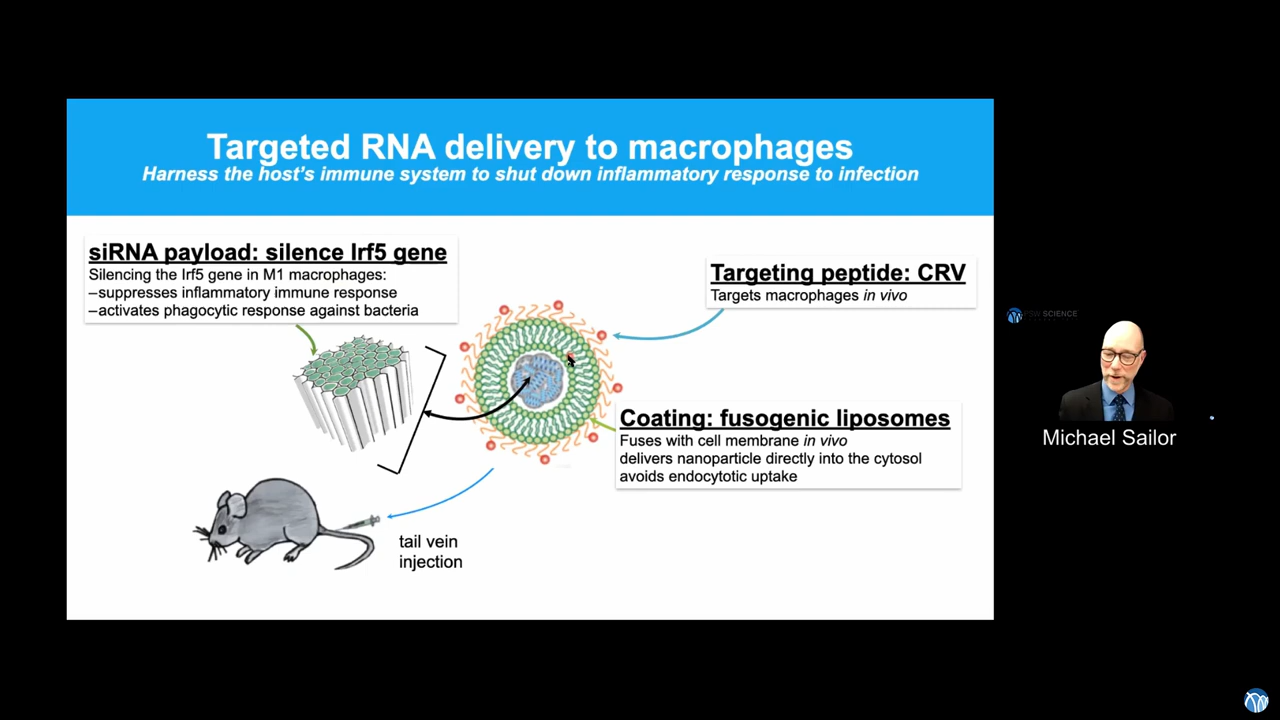 Targeted RNA delivery to macrophages
Harness the host's immune system to shut down inflammatory response to infection
siRNA payload: silence Irf5 gene
Silencing the Irf5 gene in M1 macrophages:
–suppresses inflammatory immune response
–activates phagocytic response against bacteria
Targeting peptide: CRV
Targets macrophages in vivo
Coating: fusogenic liposomes
Fuses with cell membrane in vivo
delivers nanoparticle directly into the cytosol
avoids endocytotic uptake
tail vein
injection
PSW SCIENCE
Michael Sailor